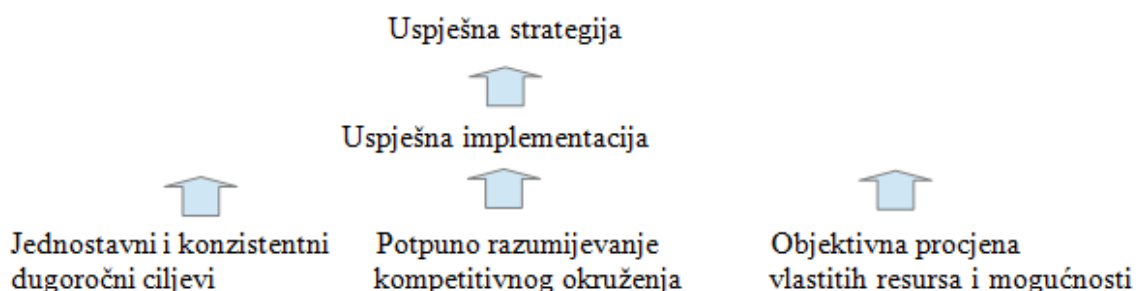 Uspješna strategija
Uspješna implementacija
Jednostavni i konzistentni
dugoročni ciljevi
Potpuno razumijevanje
kompetitivnog okruženja
Objektivna procjena
vlastitih resursa i mogućnosti